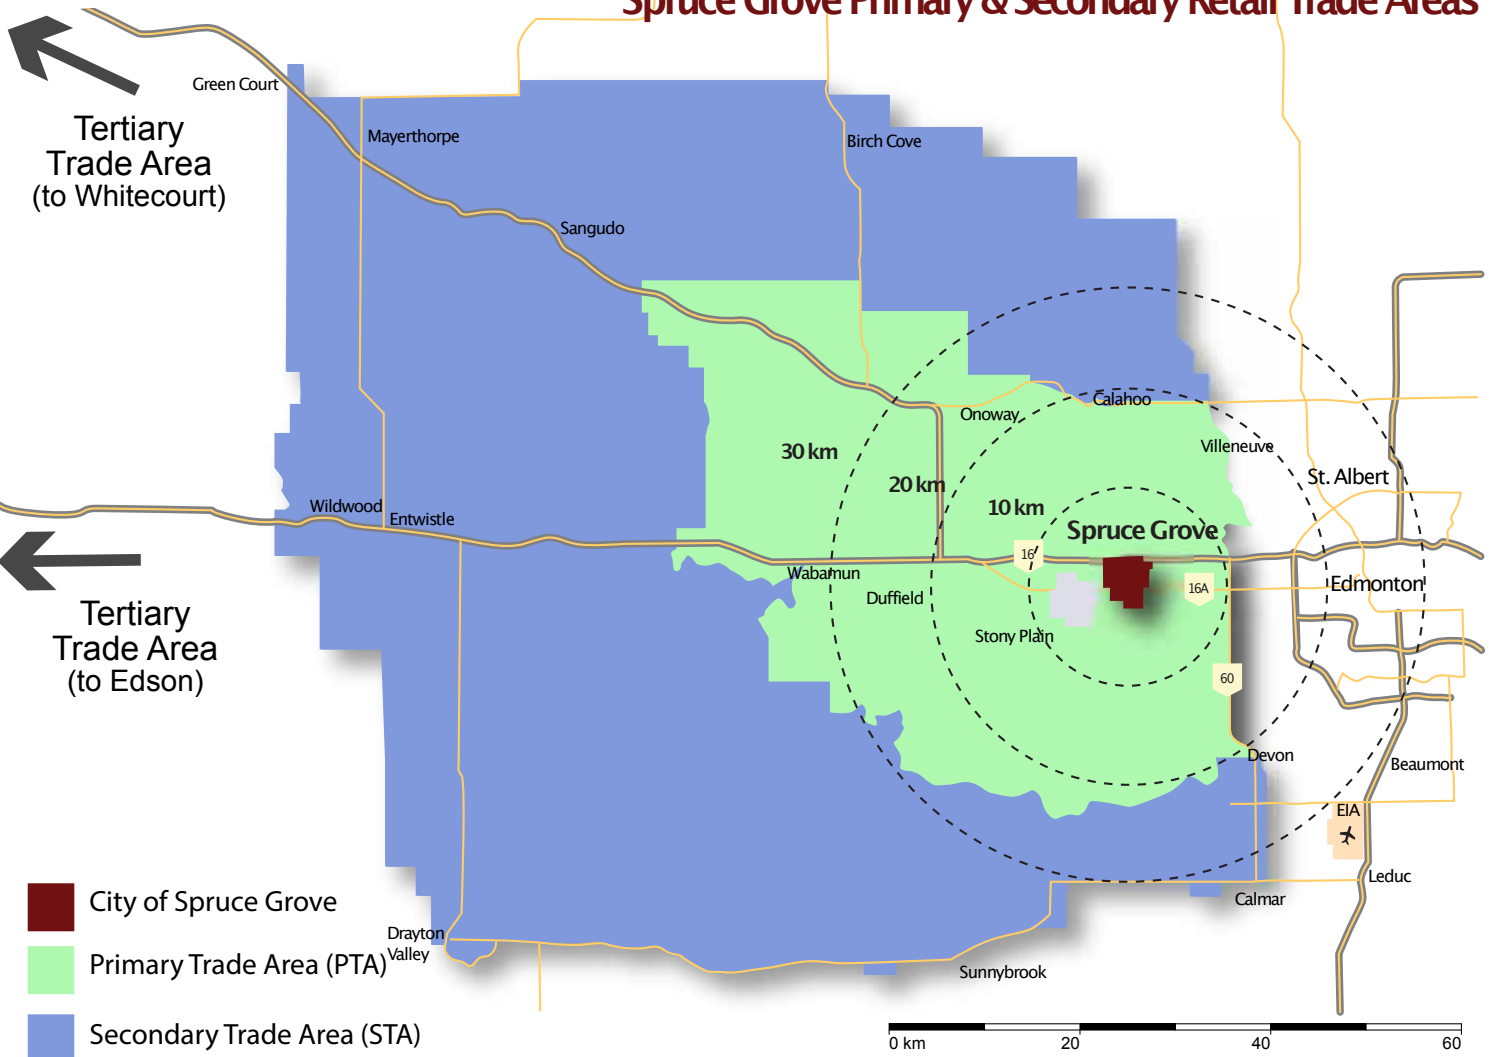 Spruce Grove Primary & Secondary Retail Trade Areas
Green Court
Tertiary
Trade Area
(to Whitecourt)
Mayerthorpe
Birch Cove
Sangudo
Onoway
Calahoo
30 km
Villeneuve
20 km
St. Albert
10 km
Wildwood
Entwistle
Spruce Grove
16
Wabamun
16A
Edmonton
Duffield
Tertiary
Trade Area
(to Edson)
Stony Plain
60
Devon
Beaumont
EIA
Leduc
City of Spruce Grove
Calmar
Drayton
Valley
Primary Trade Area (PTA)
Sunnybrook
Secondary Trade Area (STA)
0 km
20
40
60